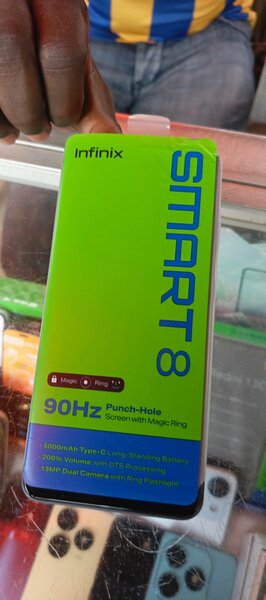 Infinix
SMART 8
Magic Ring
90Hz Punch-Hole
Screen with Magic Ring
· 5000mAh Type-C Long-Standing Battery
· 200% Volume with DTS Processing
· 13MP Dual Camera with Ring Flashlight